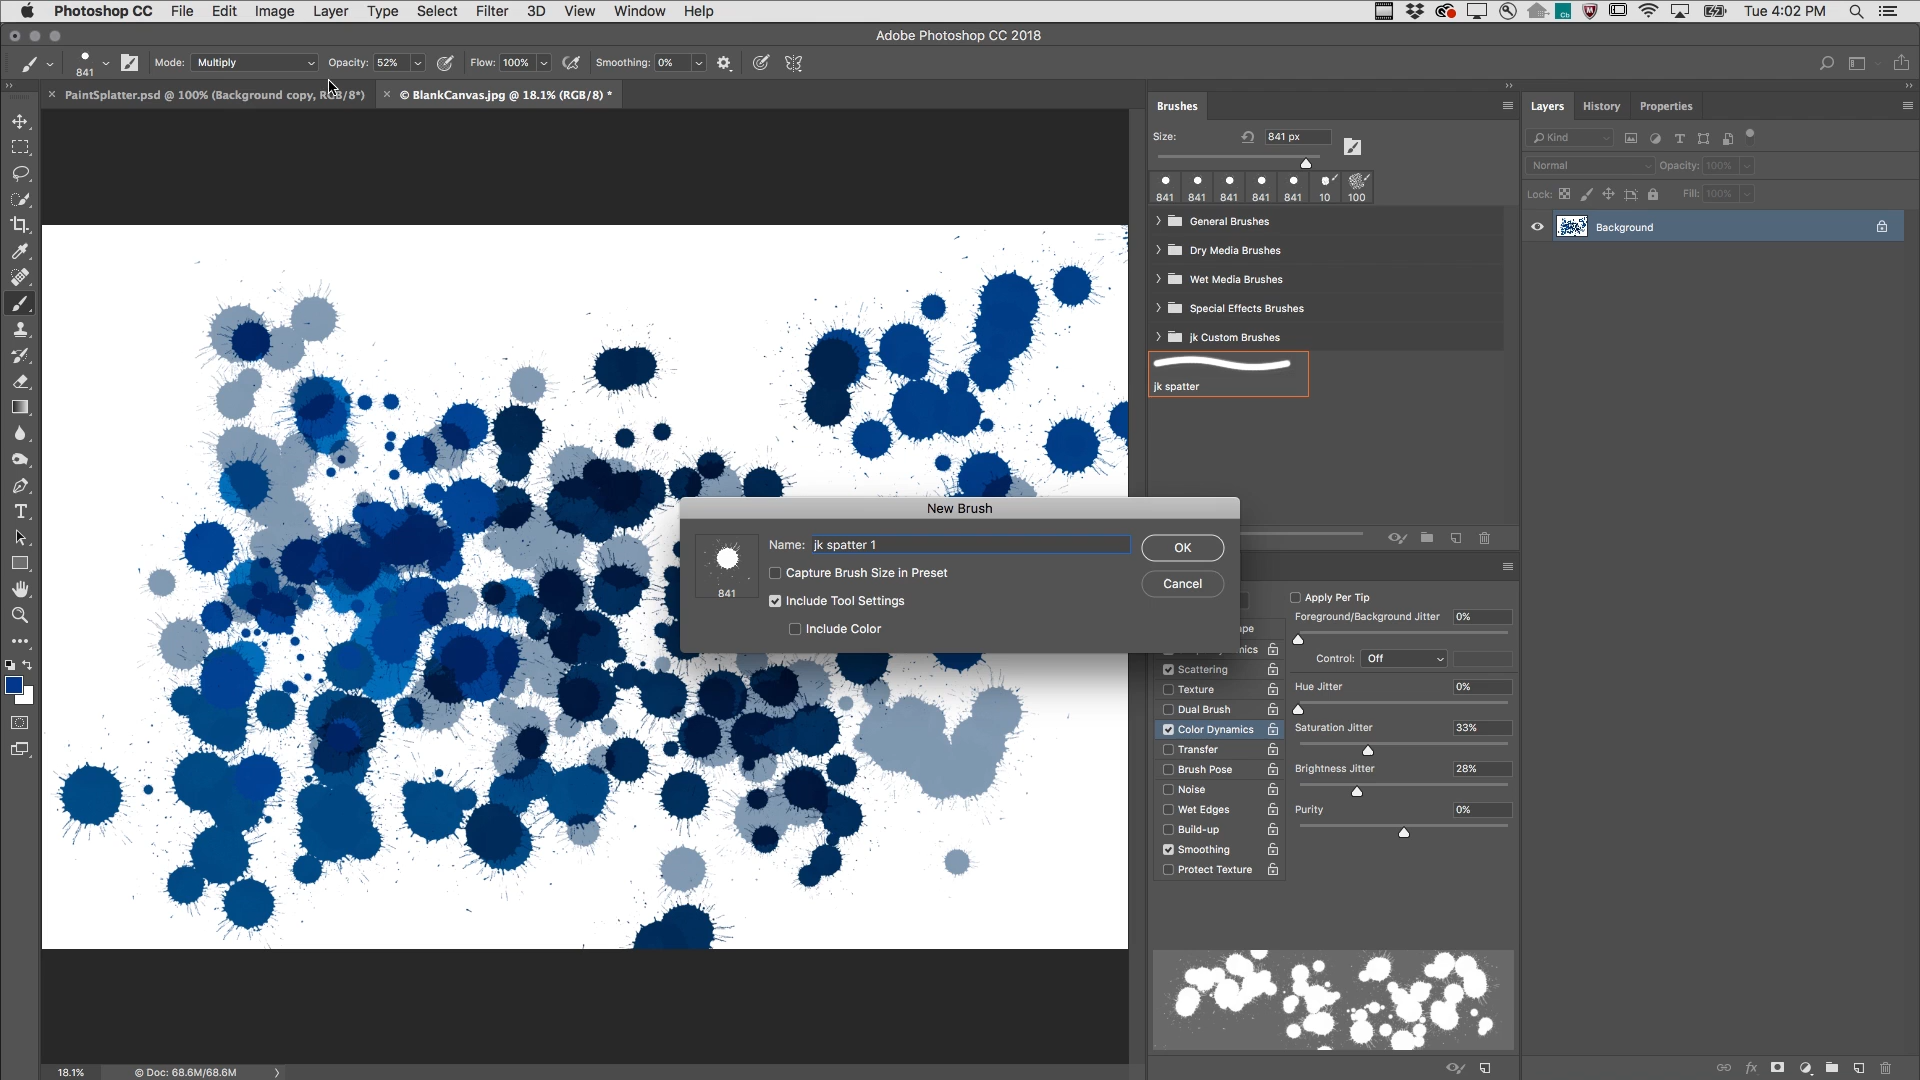 Photoshop CC File Edit Image Layer Type Select Filter 3D View Window Help Tue 4:02 PM
Adobe Photoshop CC 2018
841 Mode: Multiply Opacity: 52% Flow: 100% Smoothing: 0%
PaintSplatter.psd @ 100% (Background copy, RGB/8*)
© BlankCanvas.jpg @ 18.1% (RGB/8) *
Brushes
Size: 841 px
841 841 841 841 841 10 100
General Brushes
Dry Media Brushes
Wet Media Brushes
Special Effects Brushes
jk Custom Brushes
jk spatter
Layers History Properties
Kind
Normal Opacity: 100%
Lock: Fill: 100%
Background
New Brush
Name: jk spatter 1
OK
Capture Brush Size in Preset
Cancel
841
Include Tool Settings
Include Color
Apply Per Tip
Foreground/Background Jitter 0%
Control: Off
Hue Jitter 0%
Saturation Jitter 33%
Brightness Jitter 28%
Purity 0%
Scattering
Texture
Dual Brush
Color Dynamics
Transfer
Brush Pose
Noise
Wet Edges
Build-up
Smoothing
Protect Texture
18.1% © Doc: 68.6M/68.6M